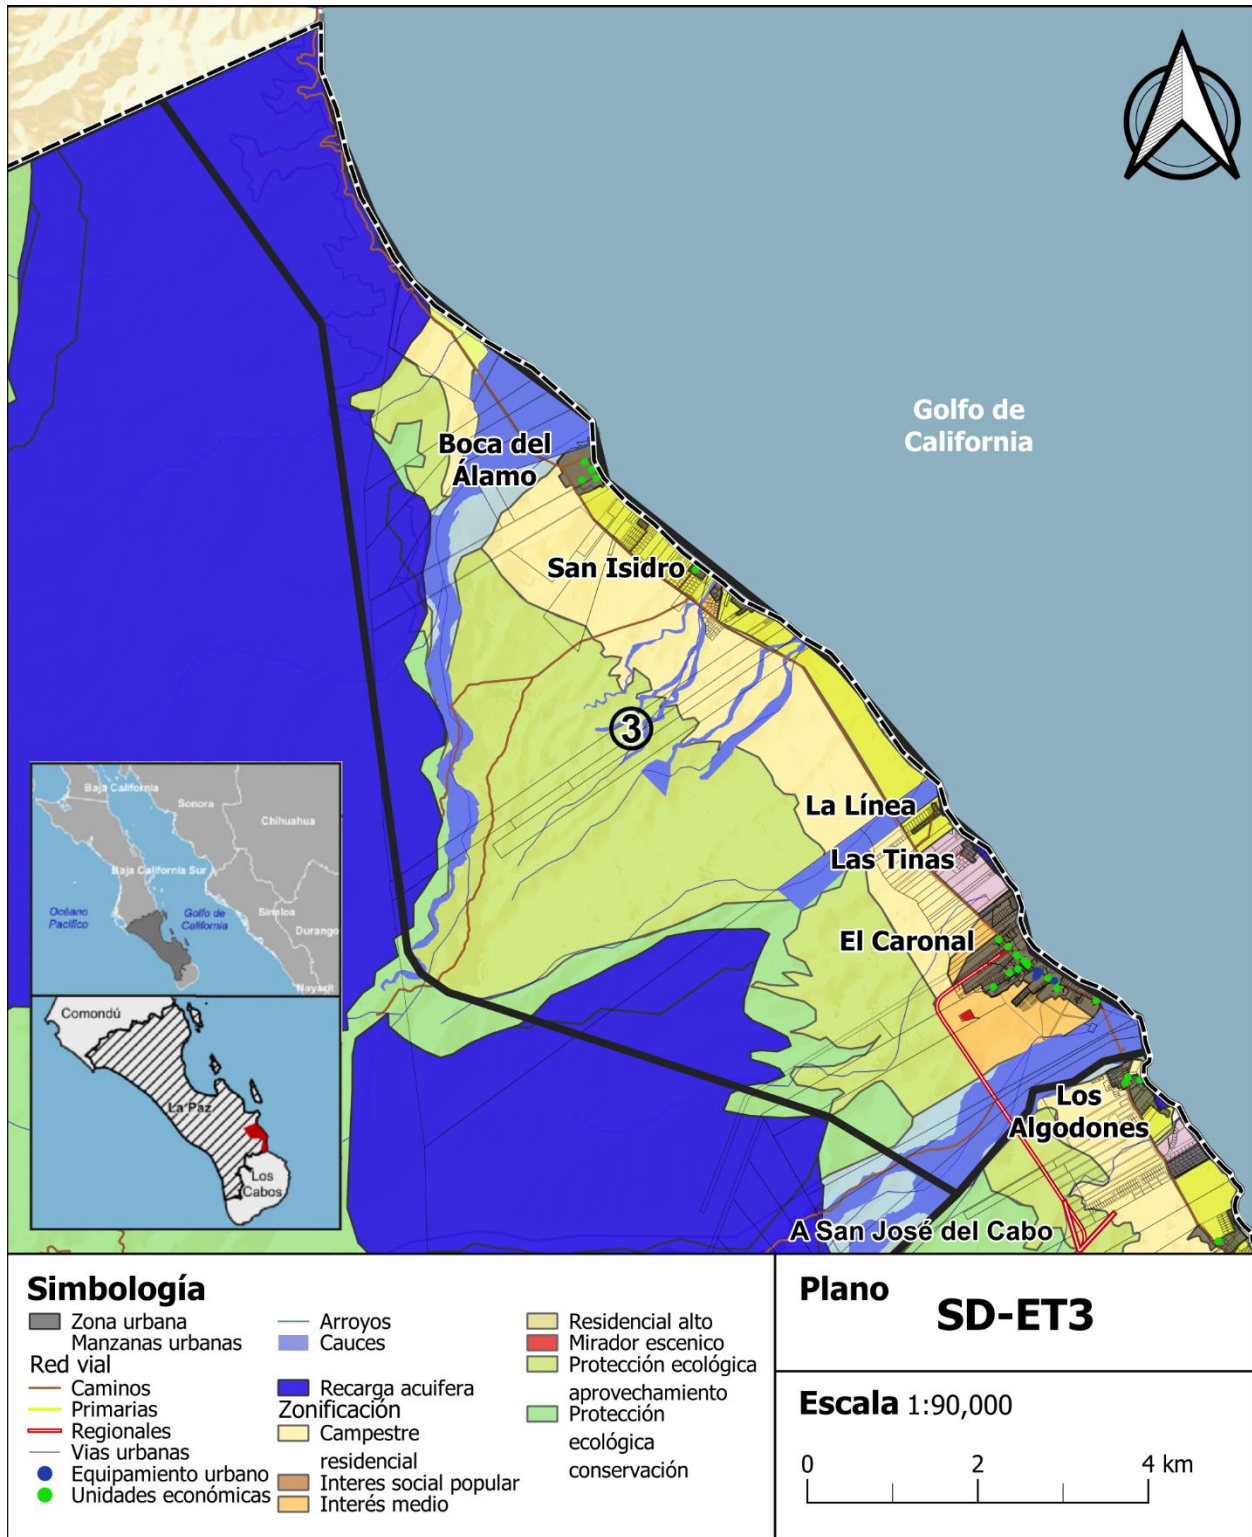 Golfo de
California
Boca del
Álamo
San Isidro
3
La Línea
Las Tinas
El Caronal
Los
Algodones
A San José del Cabo
Baja California
Sonora
Chihuahua
Baja California Sur
Océano
Pacífico
Golfo de
California
Sinaloa
Durango
Nayarit
Comondú
La Paz
Los
Cabos
Simbología
Zona urbana
Manzanas urbanas
Red vial
Caminos
Primarias
Regionales
Vias urbanas
Equipamiento urbano
Unidades económicas
Arroyos
Cauces
Recarga acuifera
Zonificación
Campestre
residencial
Interes social popular
Interés medio
Residencial alto
Mirador escenico
Protección ecológica
aprovechamiento
Protección
ecológica
conservación
Plano
SD-ET3
Escala 1:90,000
0 2 4 km